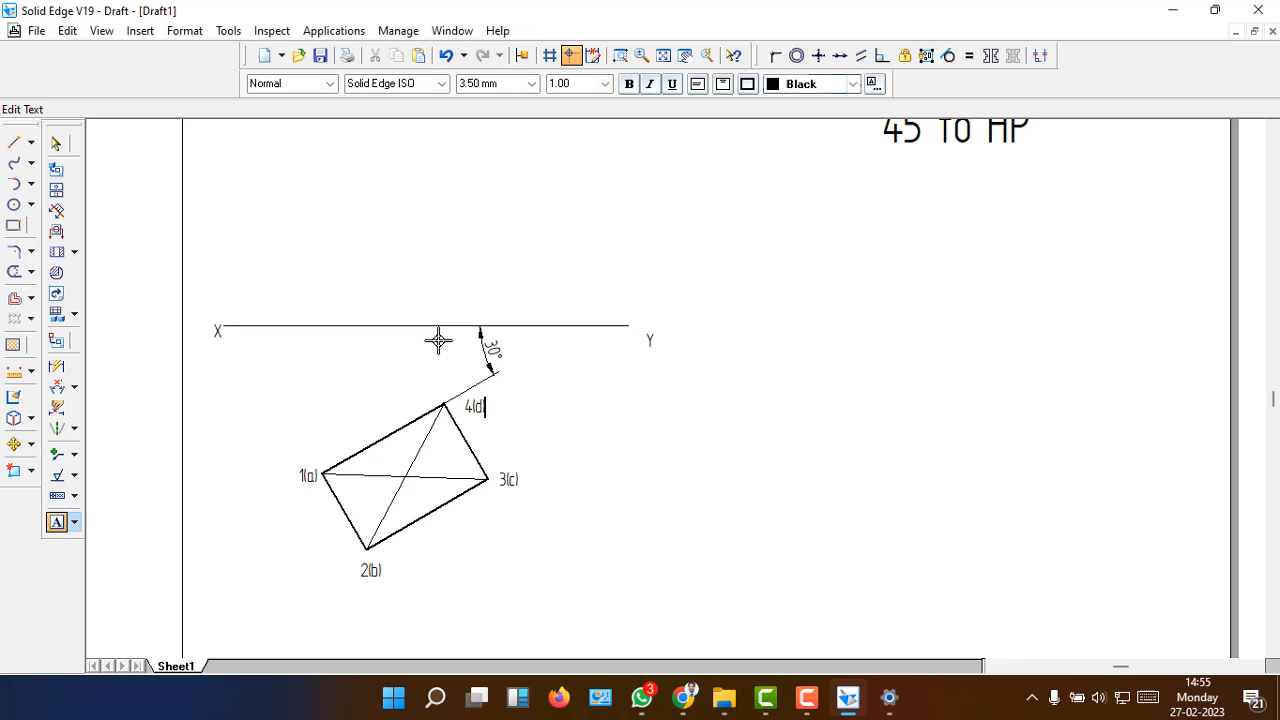 Solid Edge V19 - Draft - [Draft1]
File Edit View Insert Format Tools Inspect Applications Manage Window Help
Normal Solid Edge ISO 3.50 mm 1.00 B I U Black A...
Edit Text
45 To HP
X
Y
30°
4(d)
1(a)
3(c)
2(b)
A
Sheet1
3
14:55
Monday
27-02-2023
21